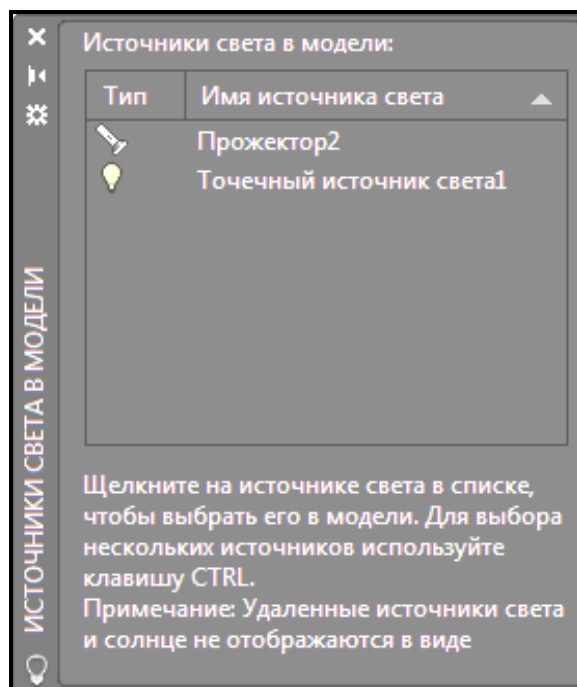 Источники света в модели:
Тип Имя источника света
Прожектор2
Точечный источник света1
Щелкните на источнике света в списке,
чтобы выбрать его в модели. Для выбора
нескольких источников используйте
клавишу CTRL.
Примечание: Удаленные источники света
и солнце не отображаются в виде
ИСТОЧНИКИ СВЕТА В МОДЕЛИ